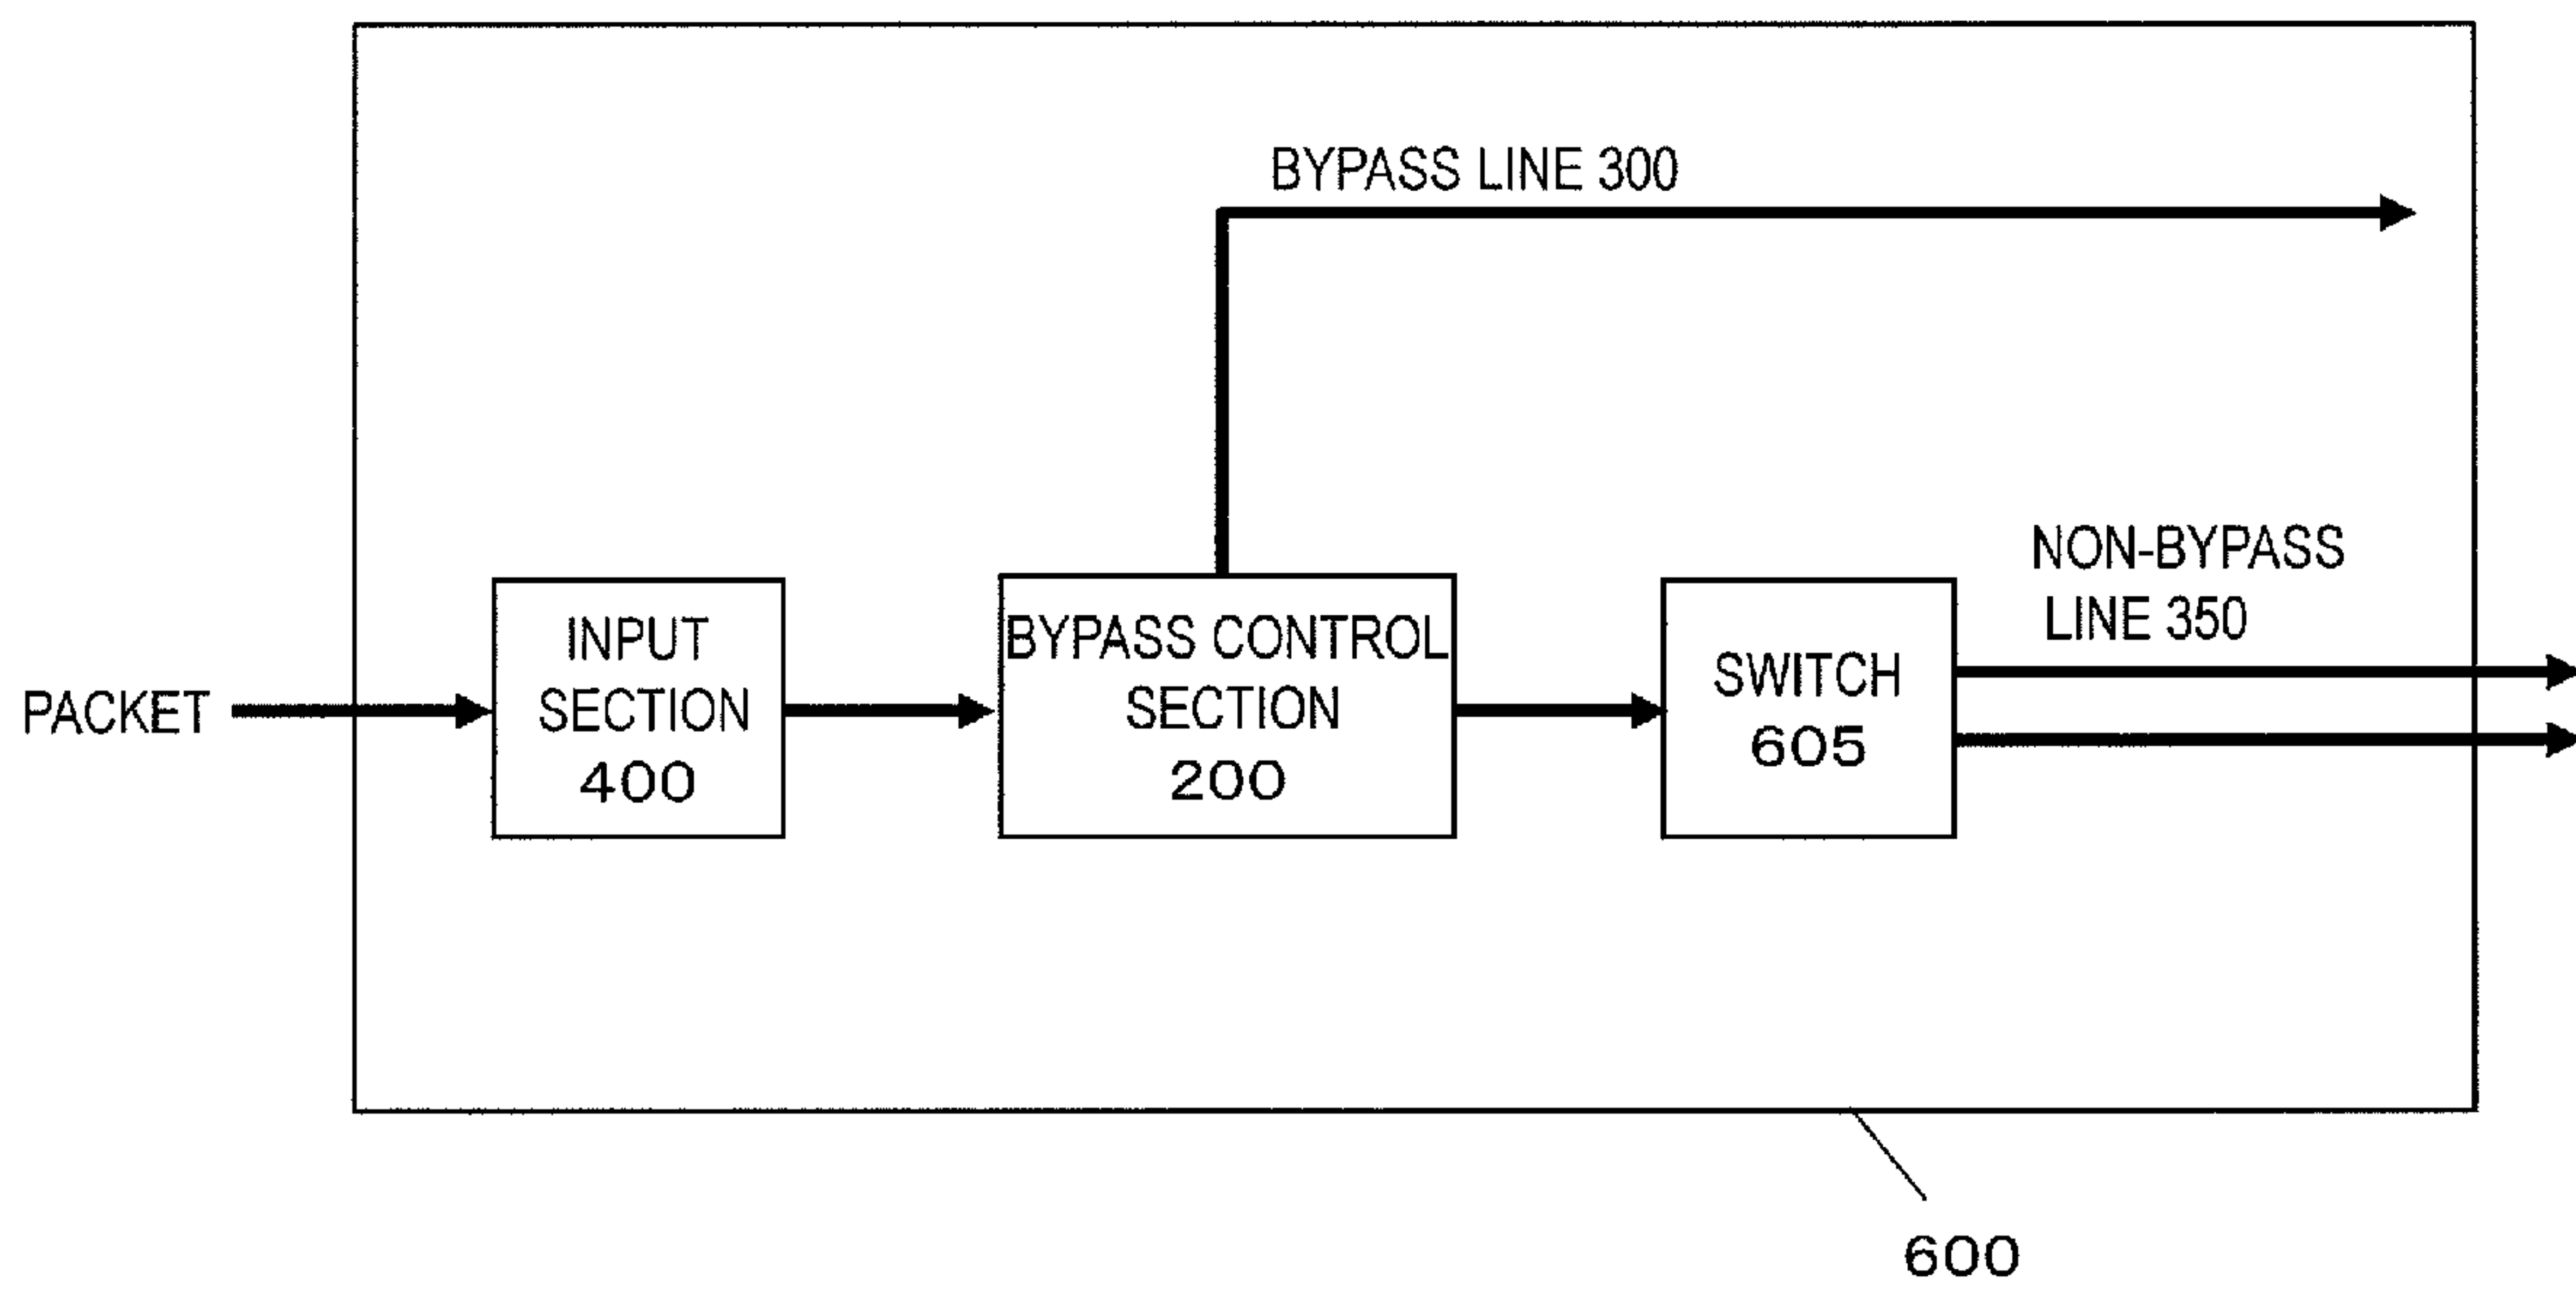 BYPASS LINE 300
NON-BYPASS
LINE 350
PACKET
INPUT
SECTION
400
BYPASS CONTROL
SECTION
200
SWITCH
605
600